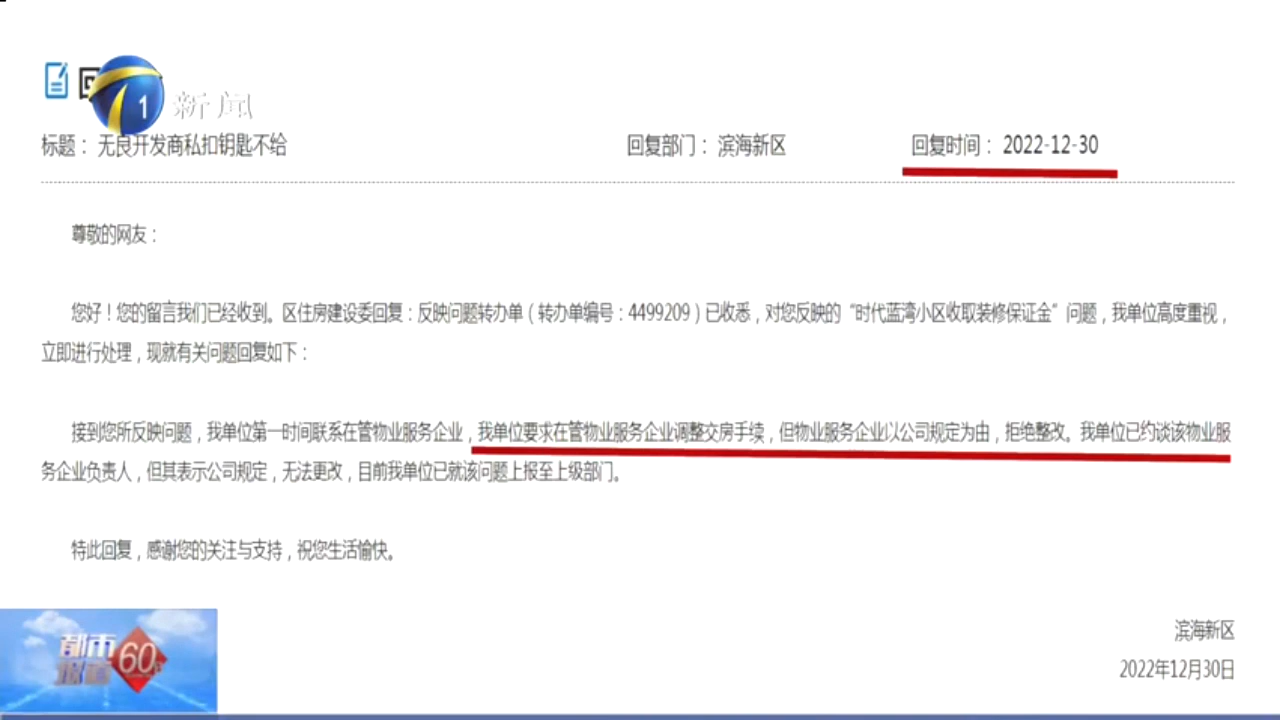 回
1
新闻
标题： 无良开发商私扣钥匙不给 回复部门： 滨海新区 回复时间： 2022-12-30
尊敬的网友：
您好！您的留言我们已经收到。区住房建设委回复：反映问题转办单（转办单编号：4499209）已收悉，对您反映的“时代蓝湾小区收取装修保证金”问题，我单位高度重视，
立即进行处理，现就有关问题回复如下：
接到您所反映问题，我单位第一时间联系在管物业服务企业，我单位要求在管物业服务企业调整交房手续，但物业服务企业以公司规定为由，拒绝整改。我单位已约谈该物业服
务企业负责人，但其表示公司规定，无法更改，目前我单位已就该问题上报至上级部门。
特此回复，感谢您的关注与支持，祝您生活愉快。
滨海新区
2022年12月30日
都市
报道
60分